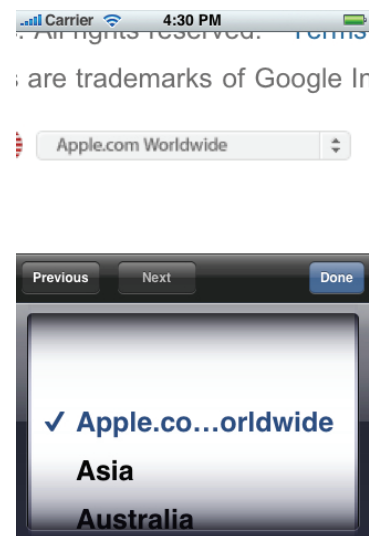 Carrier 4:30 PM
. All rights reserved. Terms
are trademarks of Google In
Apple.com Worldwide
Previous Next Done
✓ Apple.co...orldwide
Asia
Australia